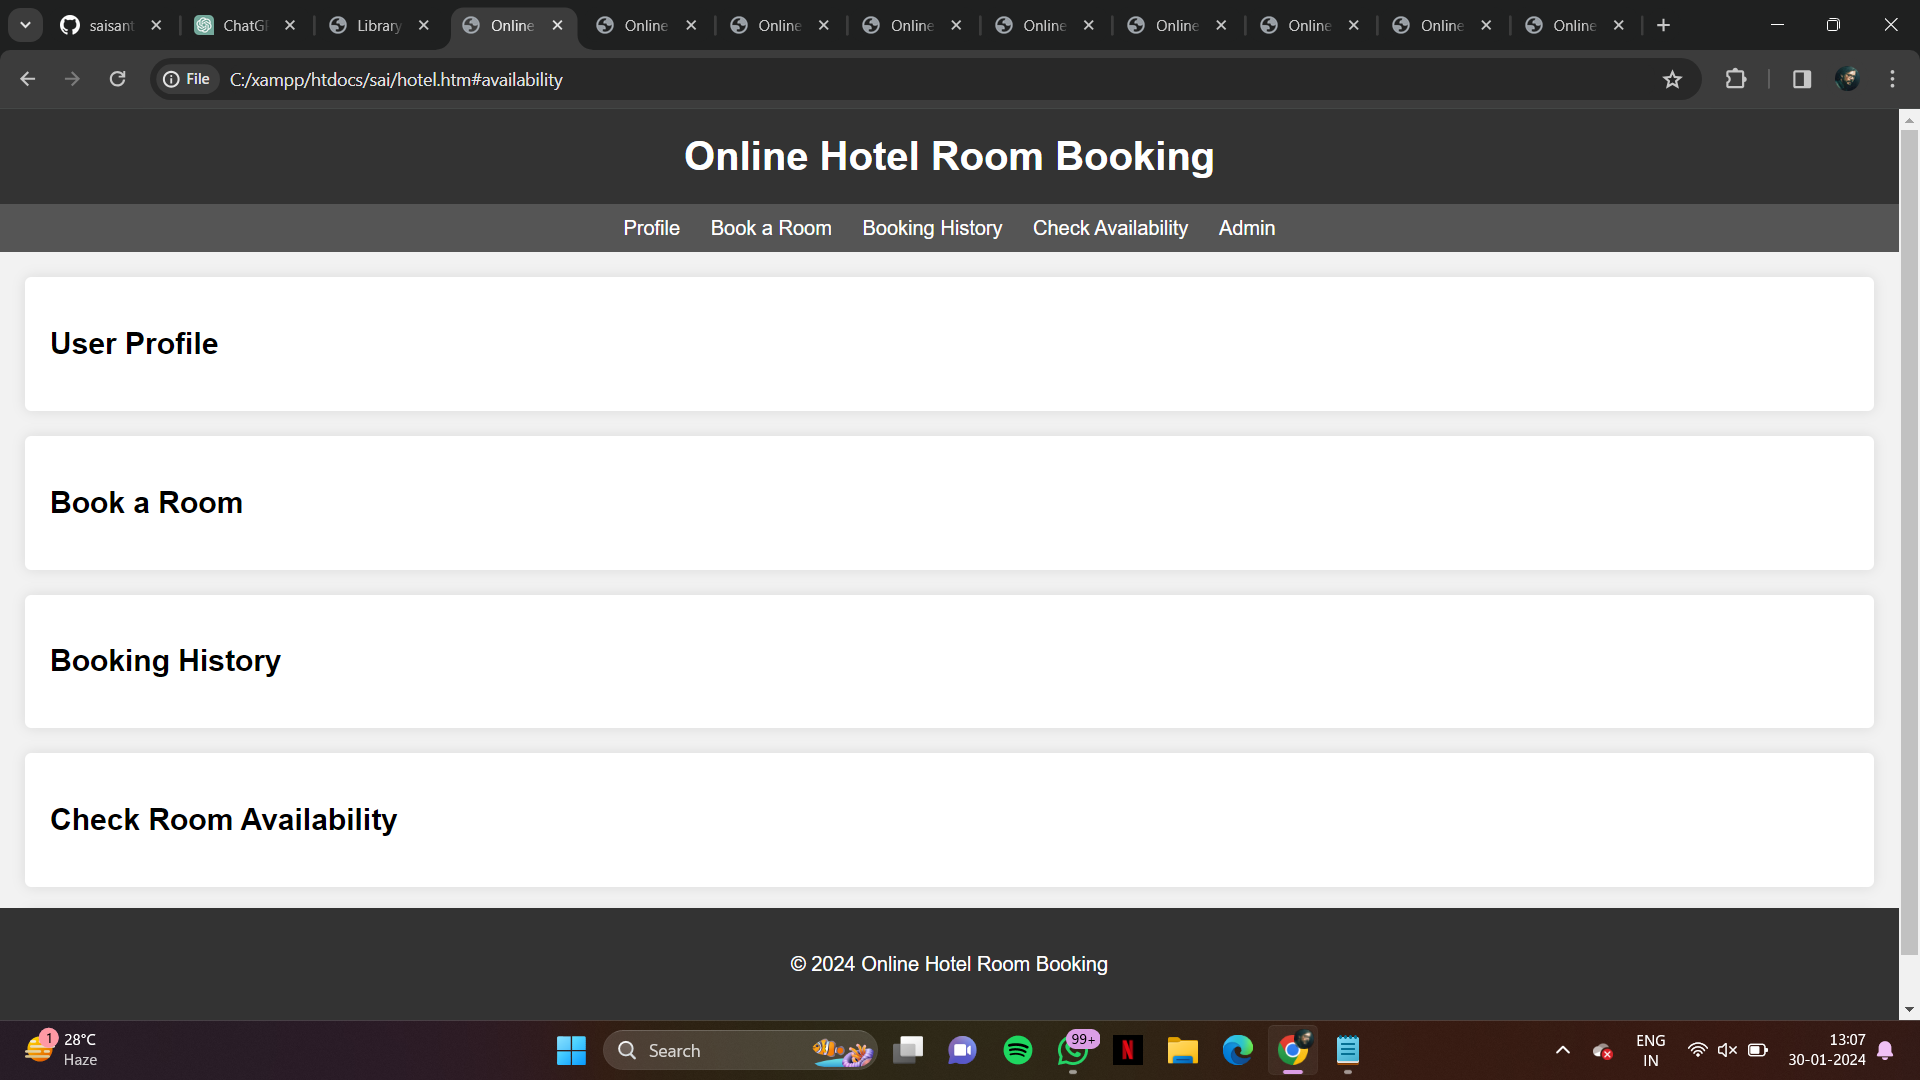 saisant
ChatGP
Library
Online
Online
Online
Online
Online
Online
Online
Online
Online
File
C:/xampp/htdocs/sai/hotel.htm#availability
Online Hotel Room Booking
Profile Book a Room Booking History Check Availability Admin
User Profile
Book a Room
Booking History
Check Room Availability
© 2024 Online Hotel Room Booking
1
28°C
Haze
Search
99+
N
ENG
IN
13:07
30-01-2024